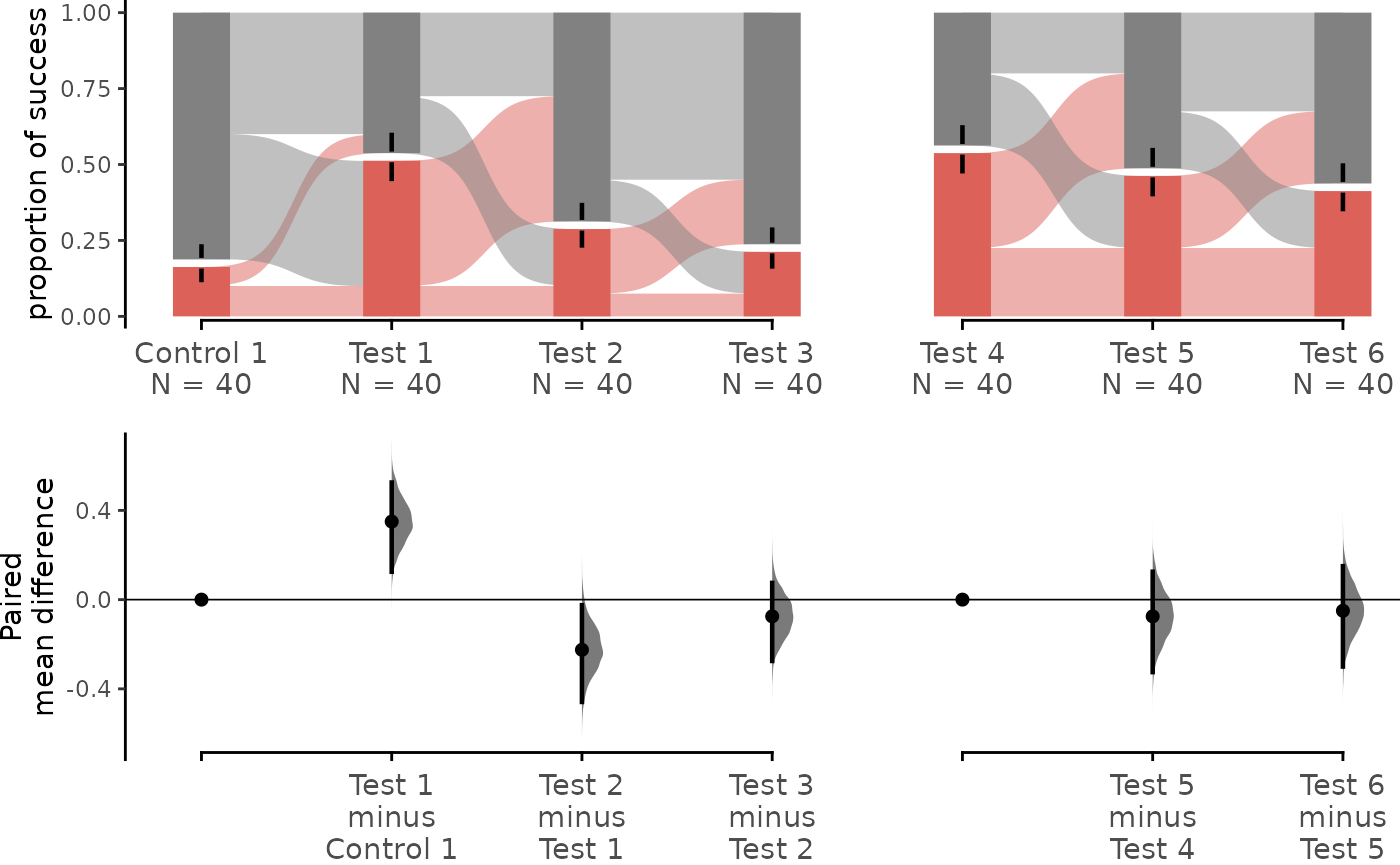 proportion of success
1.00
0.75
0.50
0.25
0.00
Control 1
N = 40
Test 1
N = 40
Test 2
N = 40
Test 3
N = 40
Test 4
N = 40
Test 5
N = 40
Test 6
N = 40
Paired
mean difference
0.4
0.0
-0.4
Test 1
minus
Control 1
Test 2
minus
Test 1
Test 3
minus
Test 2
Test 5
minus
Test 4
Test 6
minus
Test 5